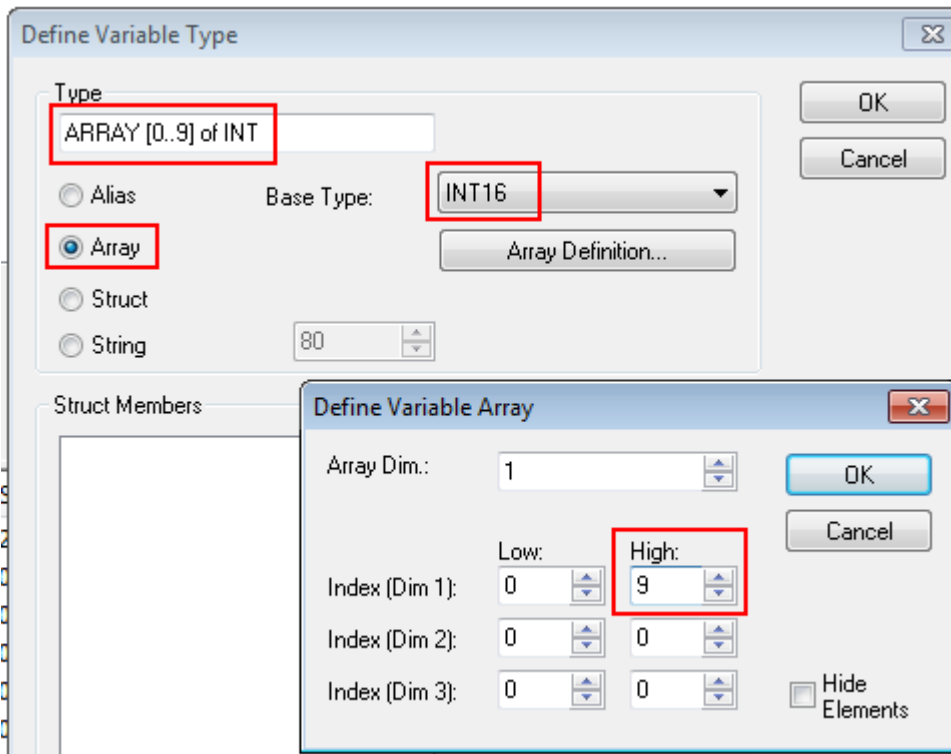 Define Variable Type
Type
OK
ARRAY [0..9] of INT
Cancel
Alias
Base Type:
INT16
Array
Array Definition...
Struct
String
80
Struct Members
Define Variable Array
Array Dim.:
1
OK
Cancel
Low:
High:
Index (Dim 1):
0
9
Index (Dim 2):
0
0
Index (Dim 3):
0
0
Hide
Elements